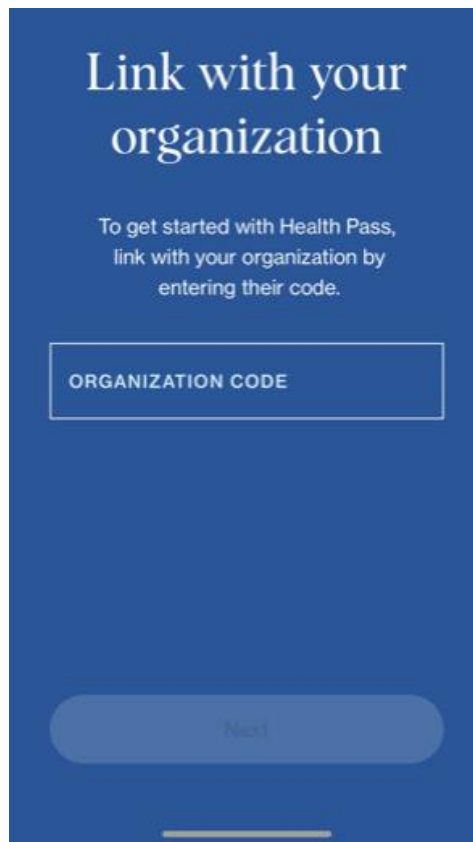 Link with your
organization
To get started with Health Pass,
link with your organization by
entering their code.
ORGANIZATION CODE
Next